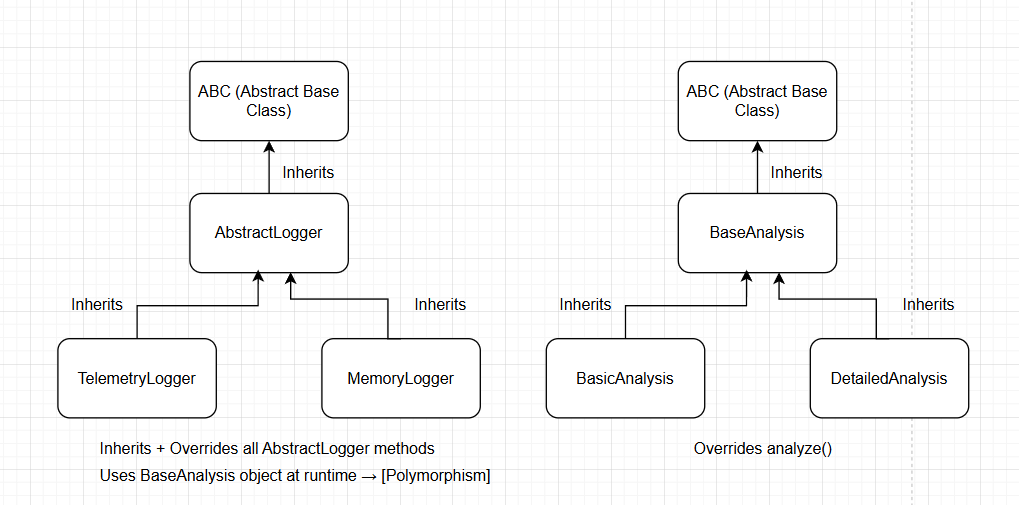 ABC (Abstract Base
Class)
ABC (Abstract Base
Class)
Inherits
Inherits
AbstractLogger
BaseAnalysis
Inherits
Inherits
Inherits
Inherits
TelemetryLogger
MemoryLogger
BasicAnalysis
DetailedAnalysis
Inherits + Overrides all AbstractLogger methods
Uses BaseAnalysis object at runtime → [Polymorphism]
Overrides analyze()